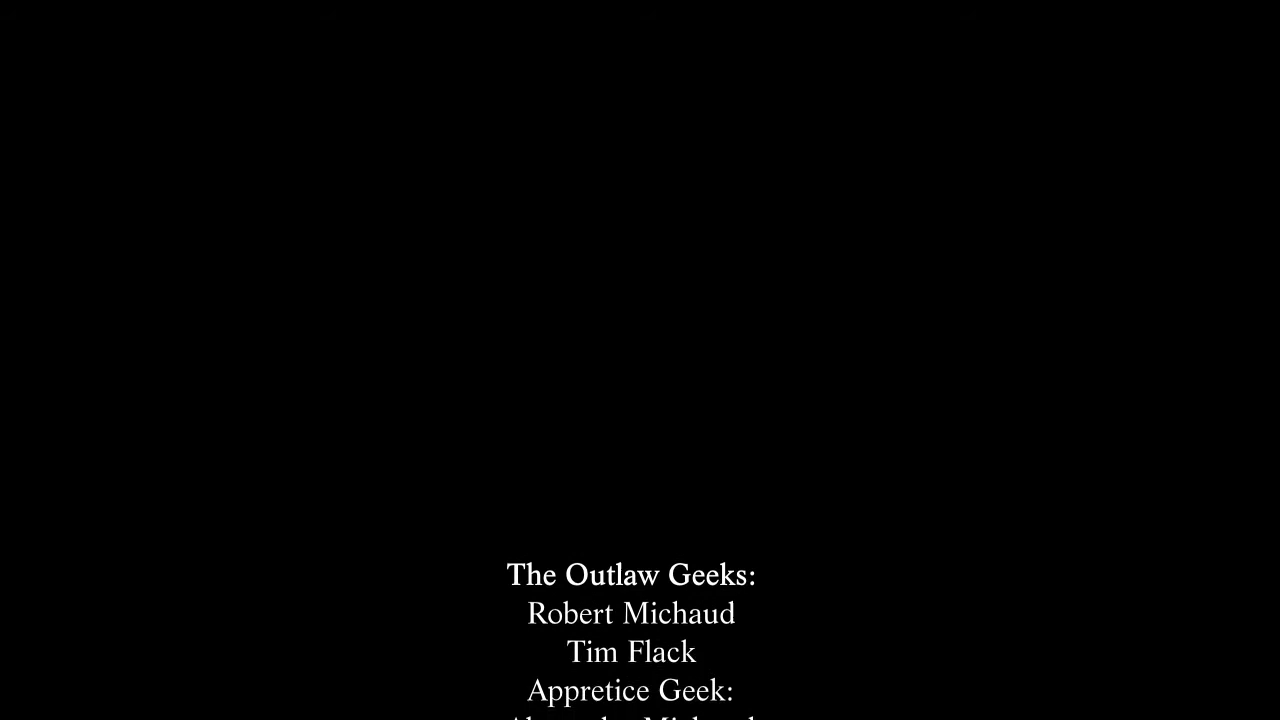 The Outlaw Geeks:
Robert Michaud
Tim Flack
Appretice Geek: